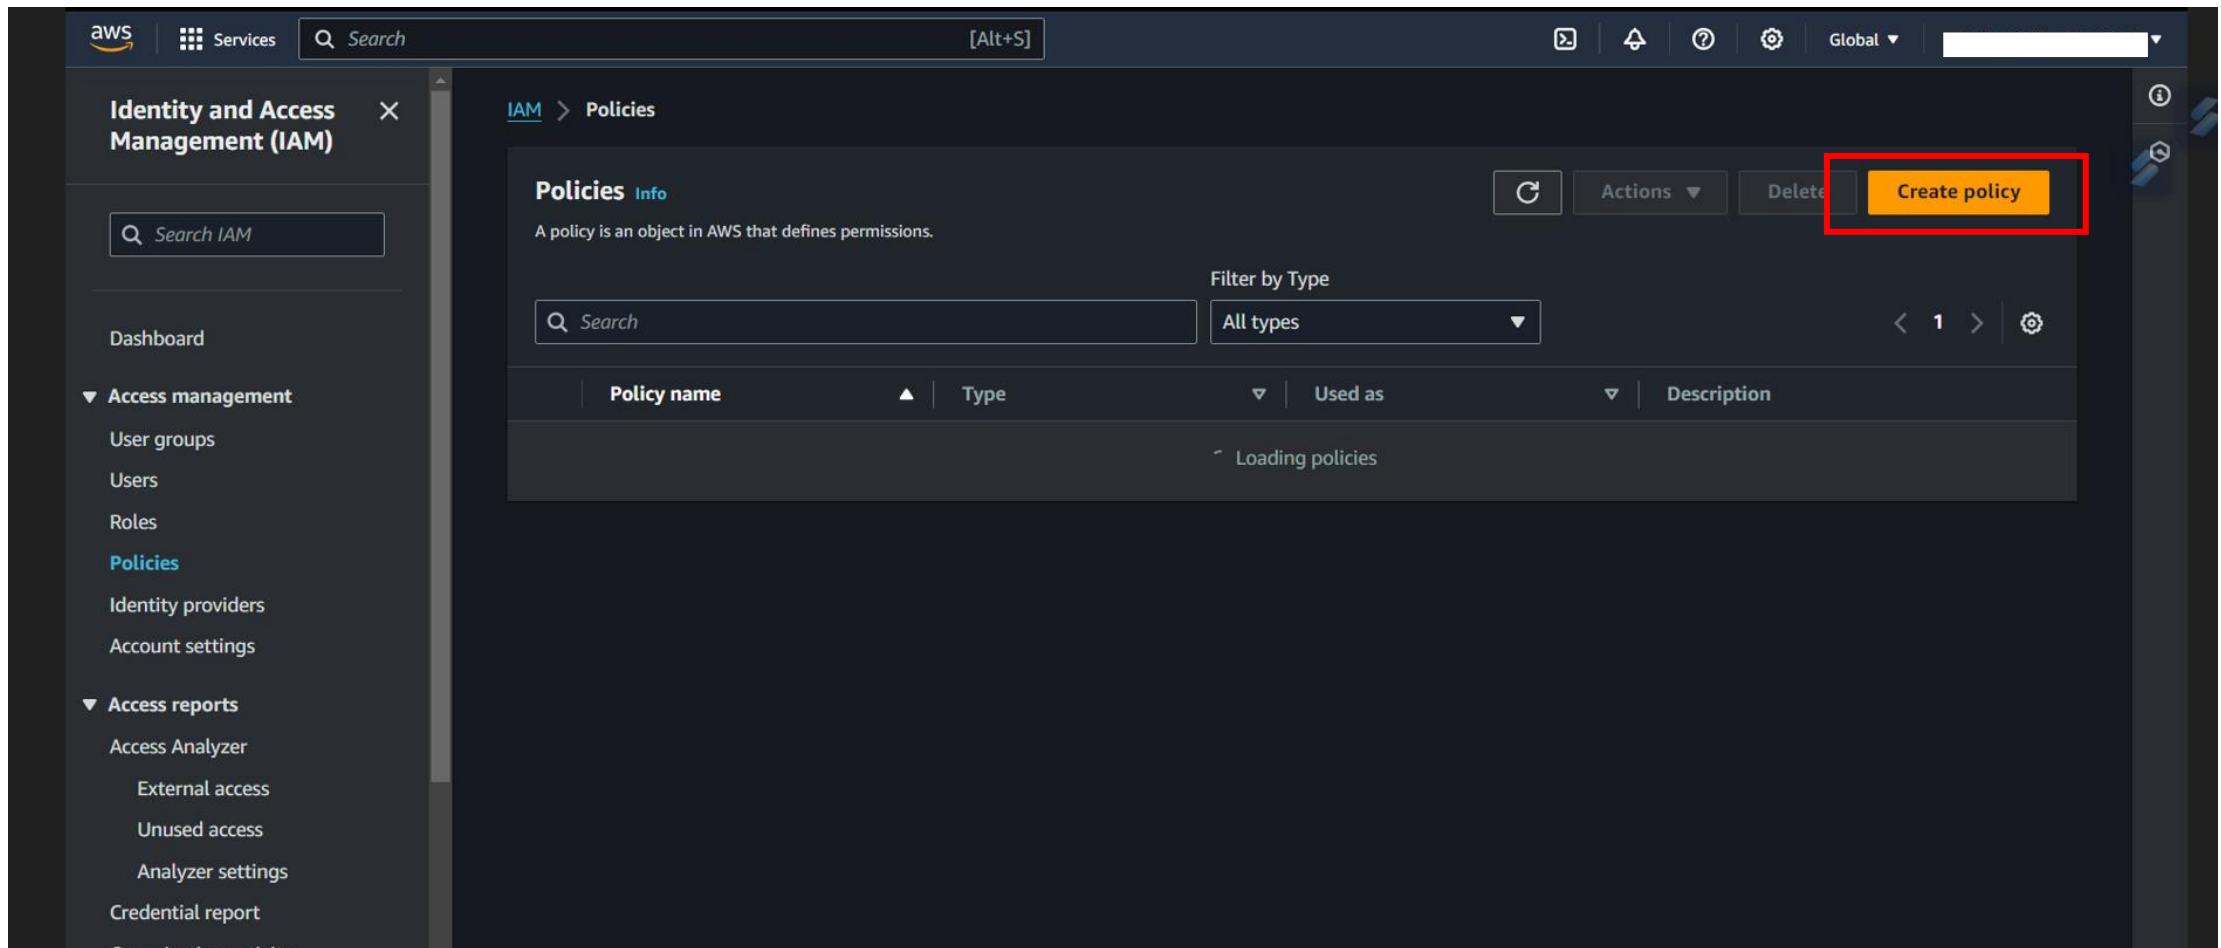 aws
Services
Search
[Alt+S]
Global
Identity and Access
Management (IAM)
Search IAM
Dashboard
Access management
User groups
Users
Roles
Policies
Identity providers
Account settings
Access reports
Access Analyzer
External access
Unused access
Analyzer settings
Credential report
IAM > Policies
Policies Info
A policy is an object in AWS that defines permissions.
Actions
Delete
Create policy
Filter by Type
Search
All types
1
Policy name
Type
Used as
Description
Loading policies